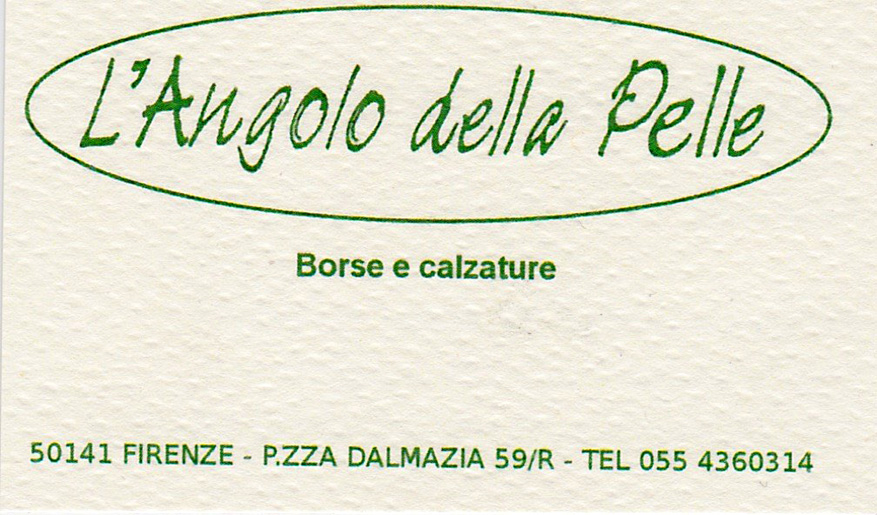 L'Angolo della Pelle
Borse e calzature
50141 FIRENZE - P.ZZA DALMAZIA 59/R - TEL 055 4360314